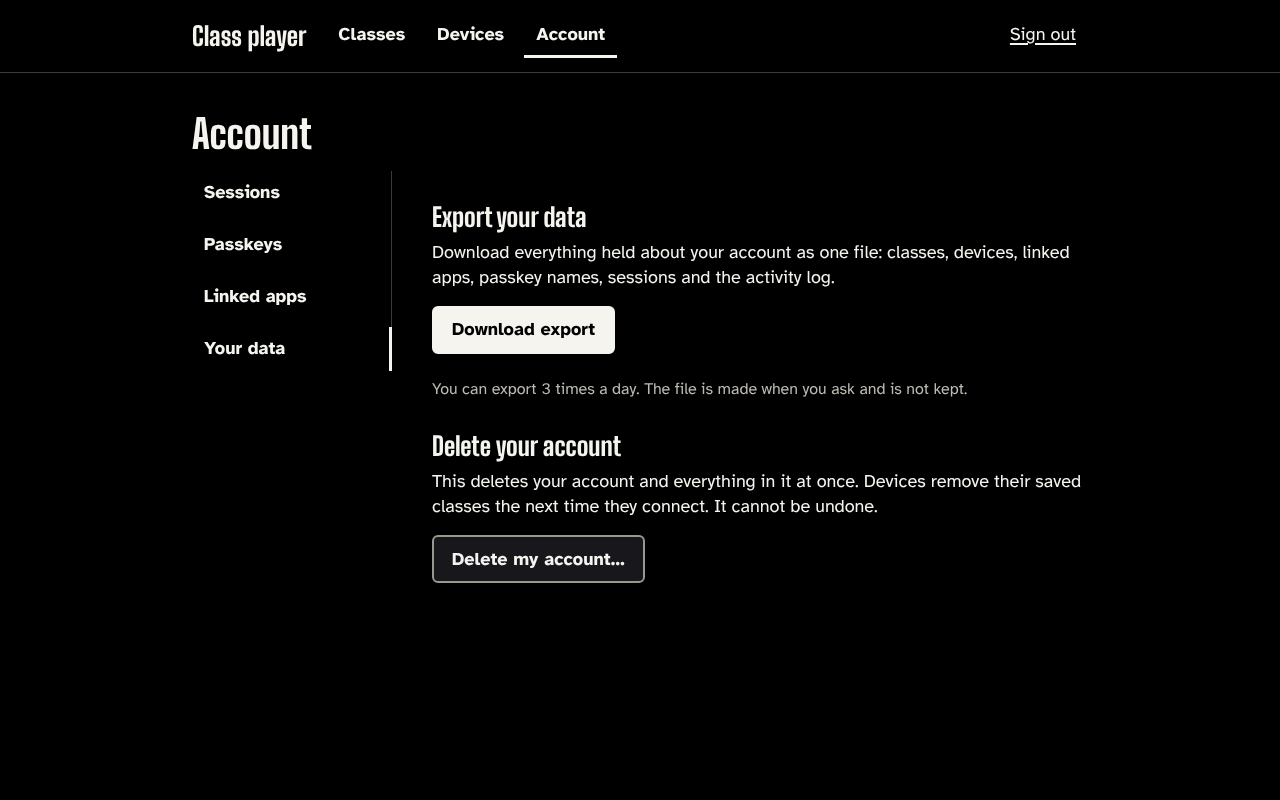 Class player
Classes
Devices
Account
Sign out
Account
Sessions
Passkeys
Linked apps
Your data
Export your data
Download everything held about your account as one file: classes, devices, linked
apps, passkey names, sessions and the activity log.
Download export
You can export 3 times a day. The file is made when you ask and is not kept.
Delete your account
This deletes your account and everything in it at once. Devices remove their saved
classes the next time they connect. It cannot be undone.
Delete my account...